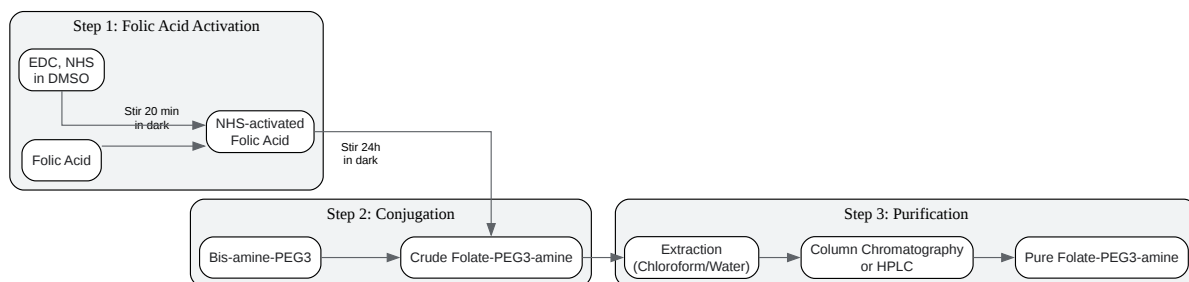 Step 1: Folic Acid Activation
EDC, NHS
in DMSO
Stir 20 min
in dark
NHS-activated
Folic Acid
Folic Acid
Stir 24h
in dark
Step 2: Conjugation
Bis-amine-PEG3
Crude Folate-PEG3-amine
Step 3: Purification
Extraction
(Chloroform/Water)
Column Chromatography
or HPLC
Pure Folate-PEG3-amine